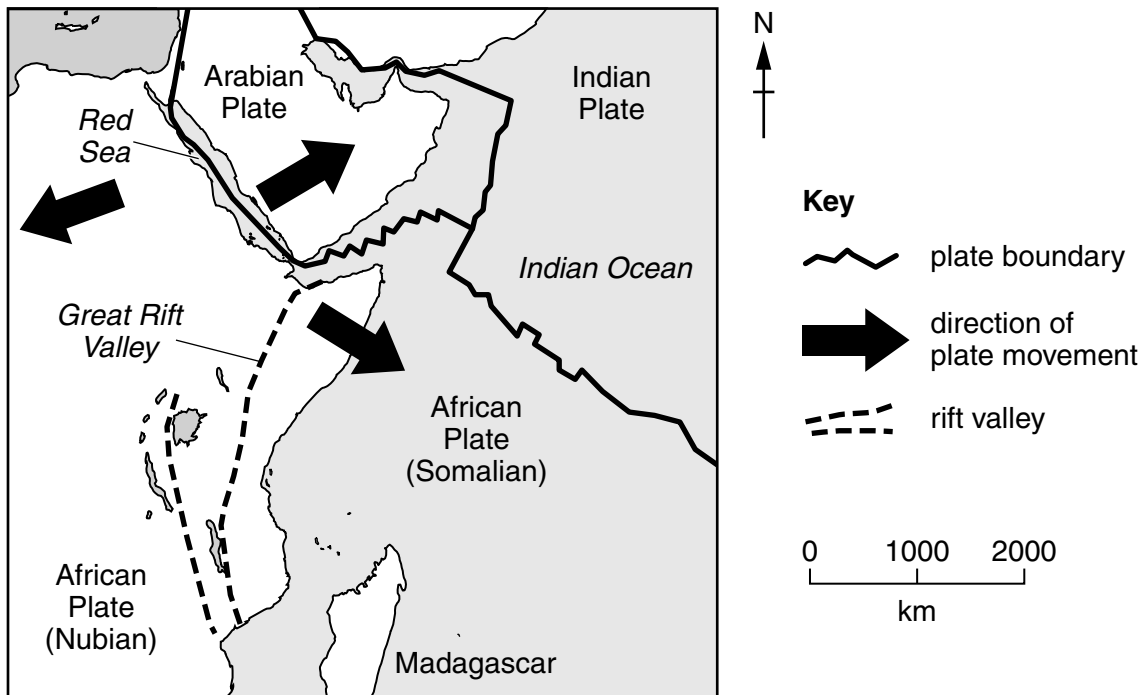 Arabian
Plate
Indian
Plate
Red
Sea
Indian Ocean
Great Rift
Valley
African
Plate
(Somalian)
African
Plate
(Nubian)
Madagascar
N
Key
plate boundary
direction of
plate movement
rift valley
0 1000 2000
km